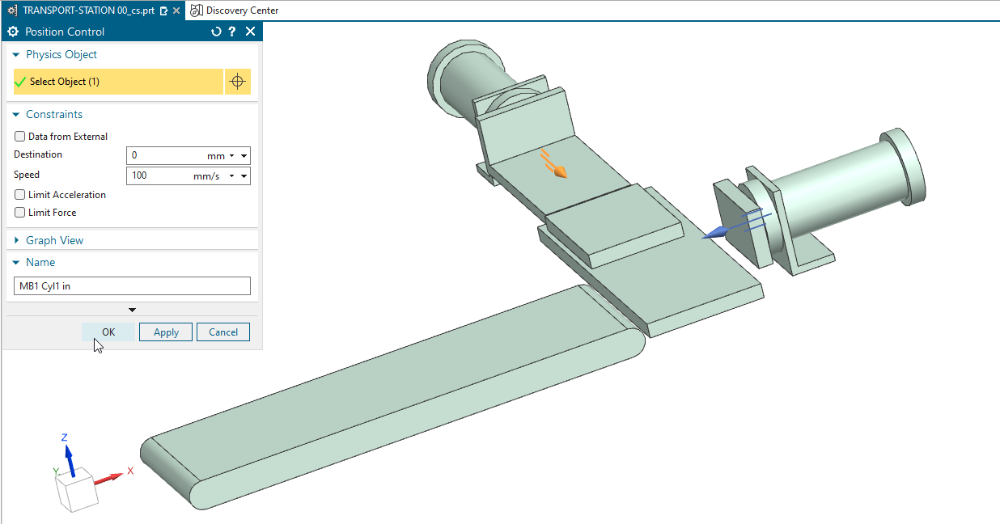 TRANSPORT-STATION 00_cs.prt
Discovery Center
Position Control
Physics Object
Select Object (1)
Constraints
Data from External
Destination 0 mm
Speed 100 mm/s
Limit Acceleration
Limit Force
Graph View
Name
MB1 Cyl1 in
OK Apply Cancel
Z
Y
X